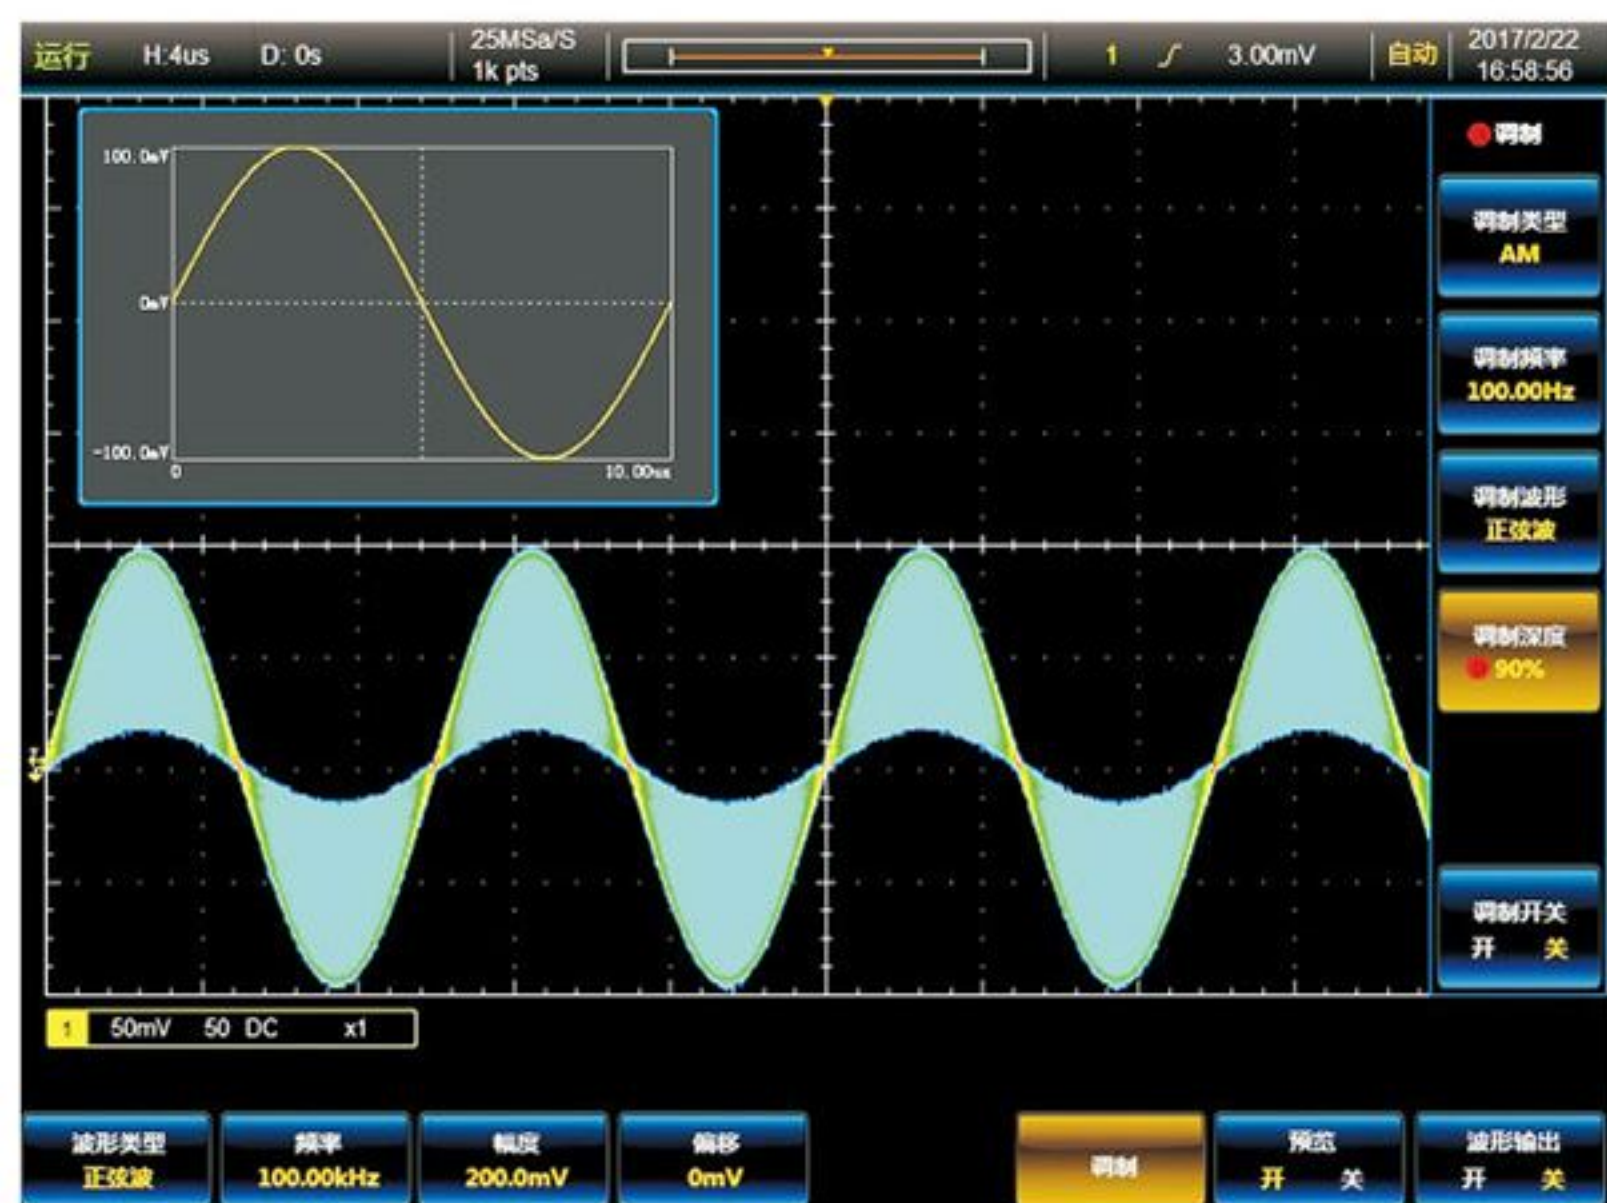 运行 H:4us D: 0s 25MSa/S 1 3.00mV 自动 2017/2/22
1k pts 16:58:56
100.0mV
0mV
-100.0mV
0 10.00us
调制
调制类型
AM
调制频率
100.00Hz
调制波形
正弦波
调制深度
90%
调制开关
开 关
1 50mV 50 DC x1
波形类型 频率 幅度 偏移 调制 预览 波形输出
正弦波 100.00kHz 200.0mV 0mV 开 关 开 关